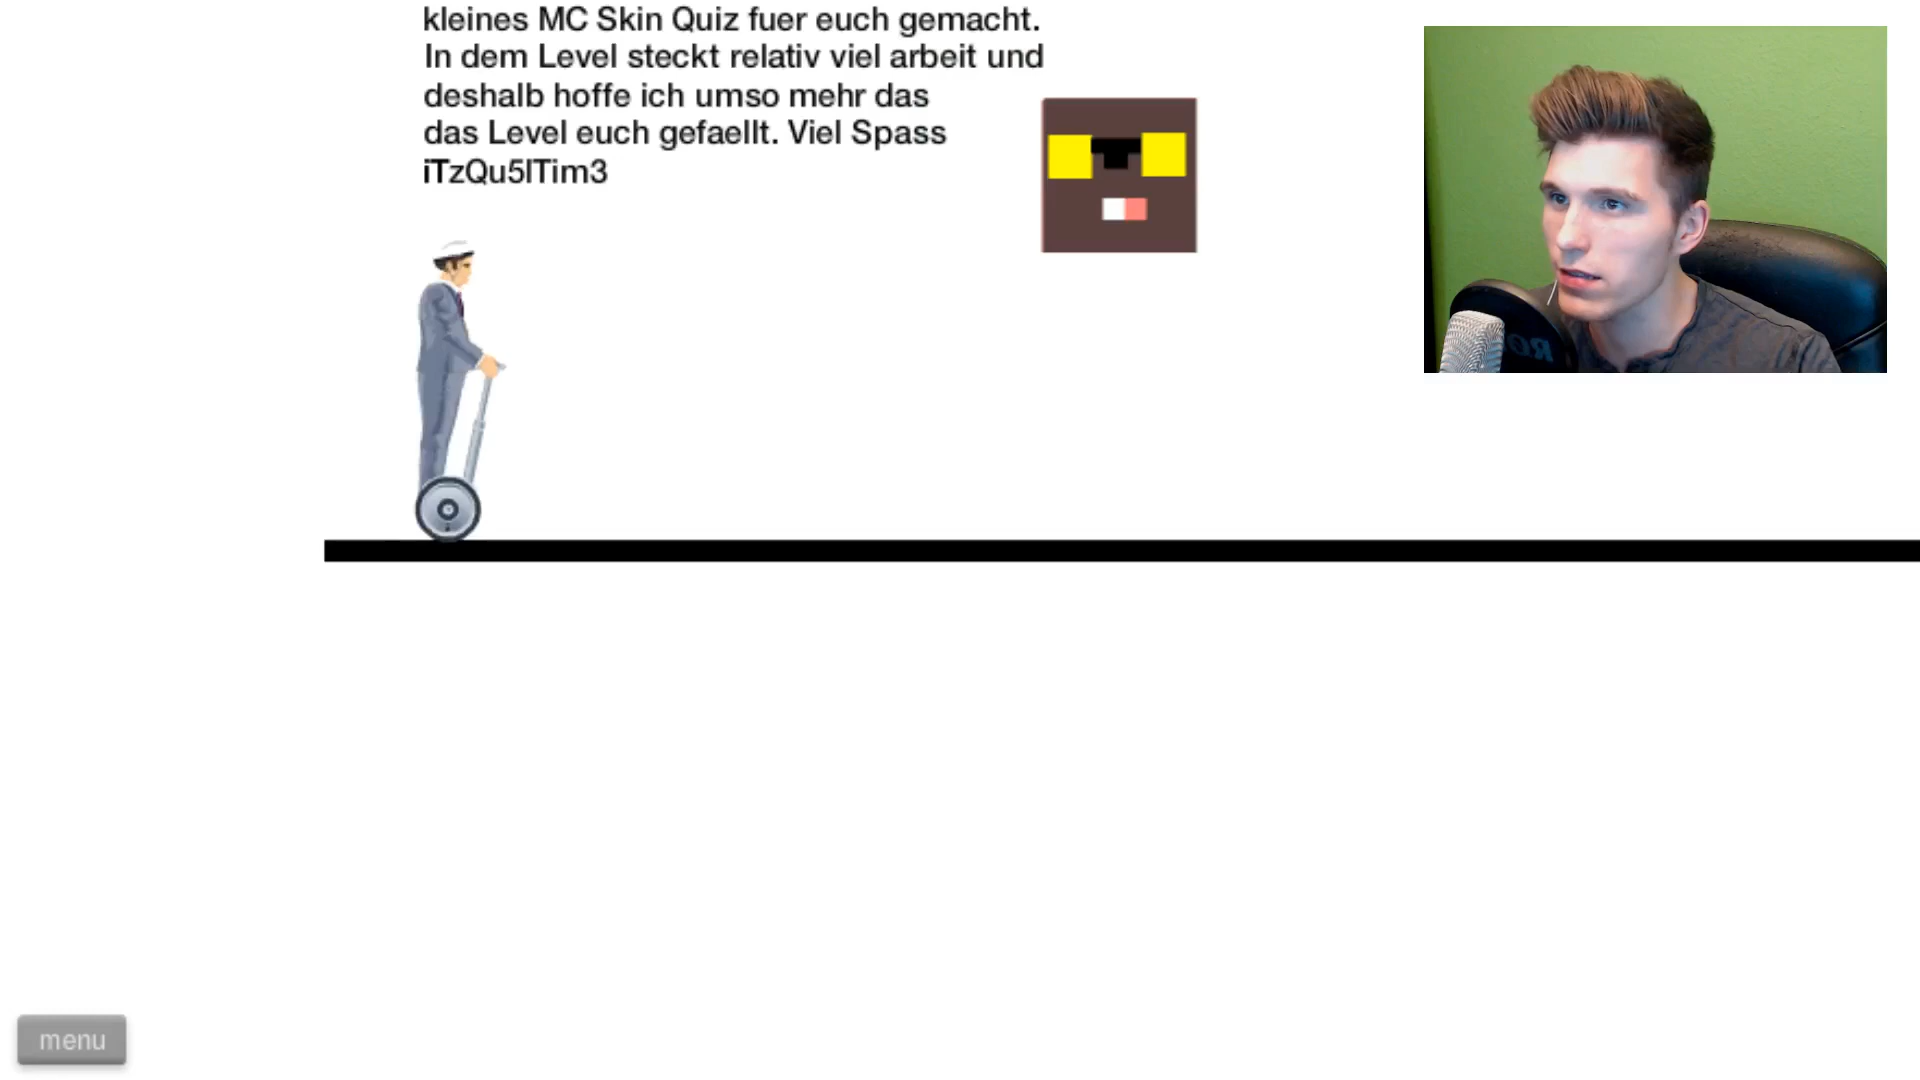 kleines MC Skin Quiz fuer euch gemacht.
In dem Level steckt relativ viel arbeit und
deshalb hoffe ich umso mehr das
das Level euch gefaellt. Viel Spass
iTzQu5ITim3
menu